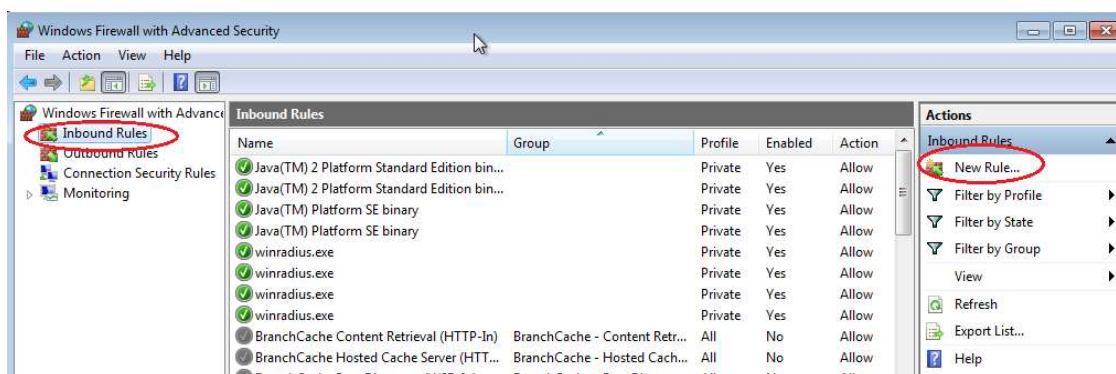 Windows Firewall with Advanced Security
File Action View Help
Windows Firewall with Advance
Inbound Rules
Outbound Rules
Connection Security Rules
Monitoring
Inbound Rules
Name Group Profile Enabled Action
Java(TM) 2 Platform Standard Edition bin... Private Yes Allow
Java(TM) 2 Platform Standard Edition bin... Private Yes Allow
Java(TM) Platform SE binary Private Yes Allow
Java(TM) Platform SE binary Private Yes Allow
winradius.exe Private Yes Allow
winradius.exe Private Yes Allow
winradius.exe Private Yes Allow
winradius.exe Private Yes Allow
BranchCache Content Retrieval (HTTP-In) BranchCache - Content Retr... All No Allow
BranchCache Hosted Cache Server (HTT... BranchCache - Hosted Cach... All No Allow
Actions
Inbound Rules
New Rule...
Filter by Profile
Filter by State
Filter by Group
View
Refresh
Export List...
Help